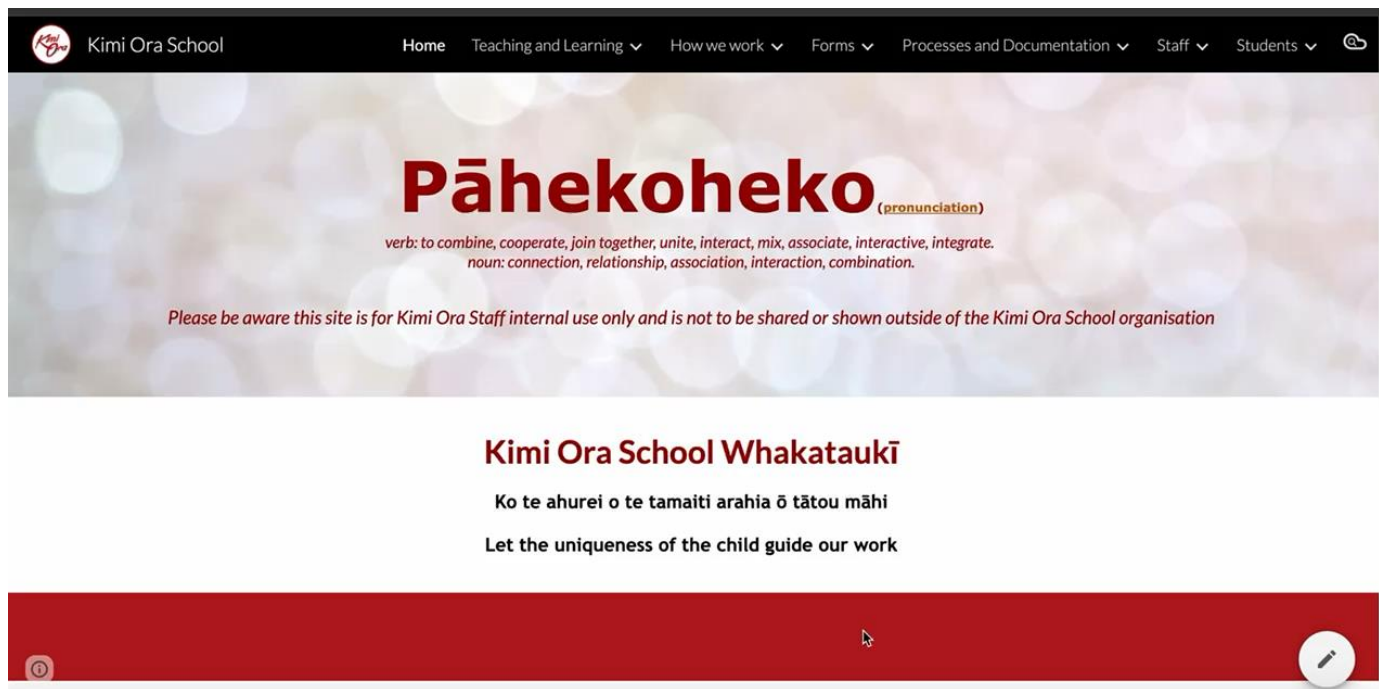 Kimi Ora
Kimi Ora School
Home Teaching and Learning How we work Forms Processes and Documentation Staff Students
Pāhekoheko (pronunciation)
verb: to combine, cooperate, join together, unite, interact, mix, associate, interactive, integrate.
noun: connection, relationship, association, interaction, combination.
Please be aware this site is for Kimi Ora Staff internal use only and is not to be shared or shown outside of the Kimi Ora School organisation
Kimi Ora School Whakataukī
Ko te ahurei o te tamaiti arahia ō tātou māhi
Let the uniqueness of the child guide our work